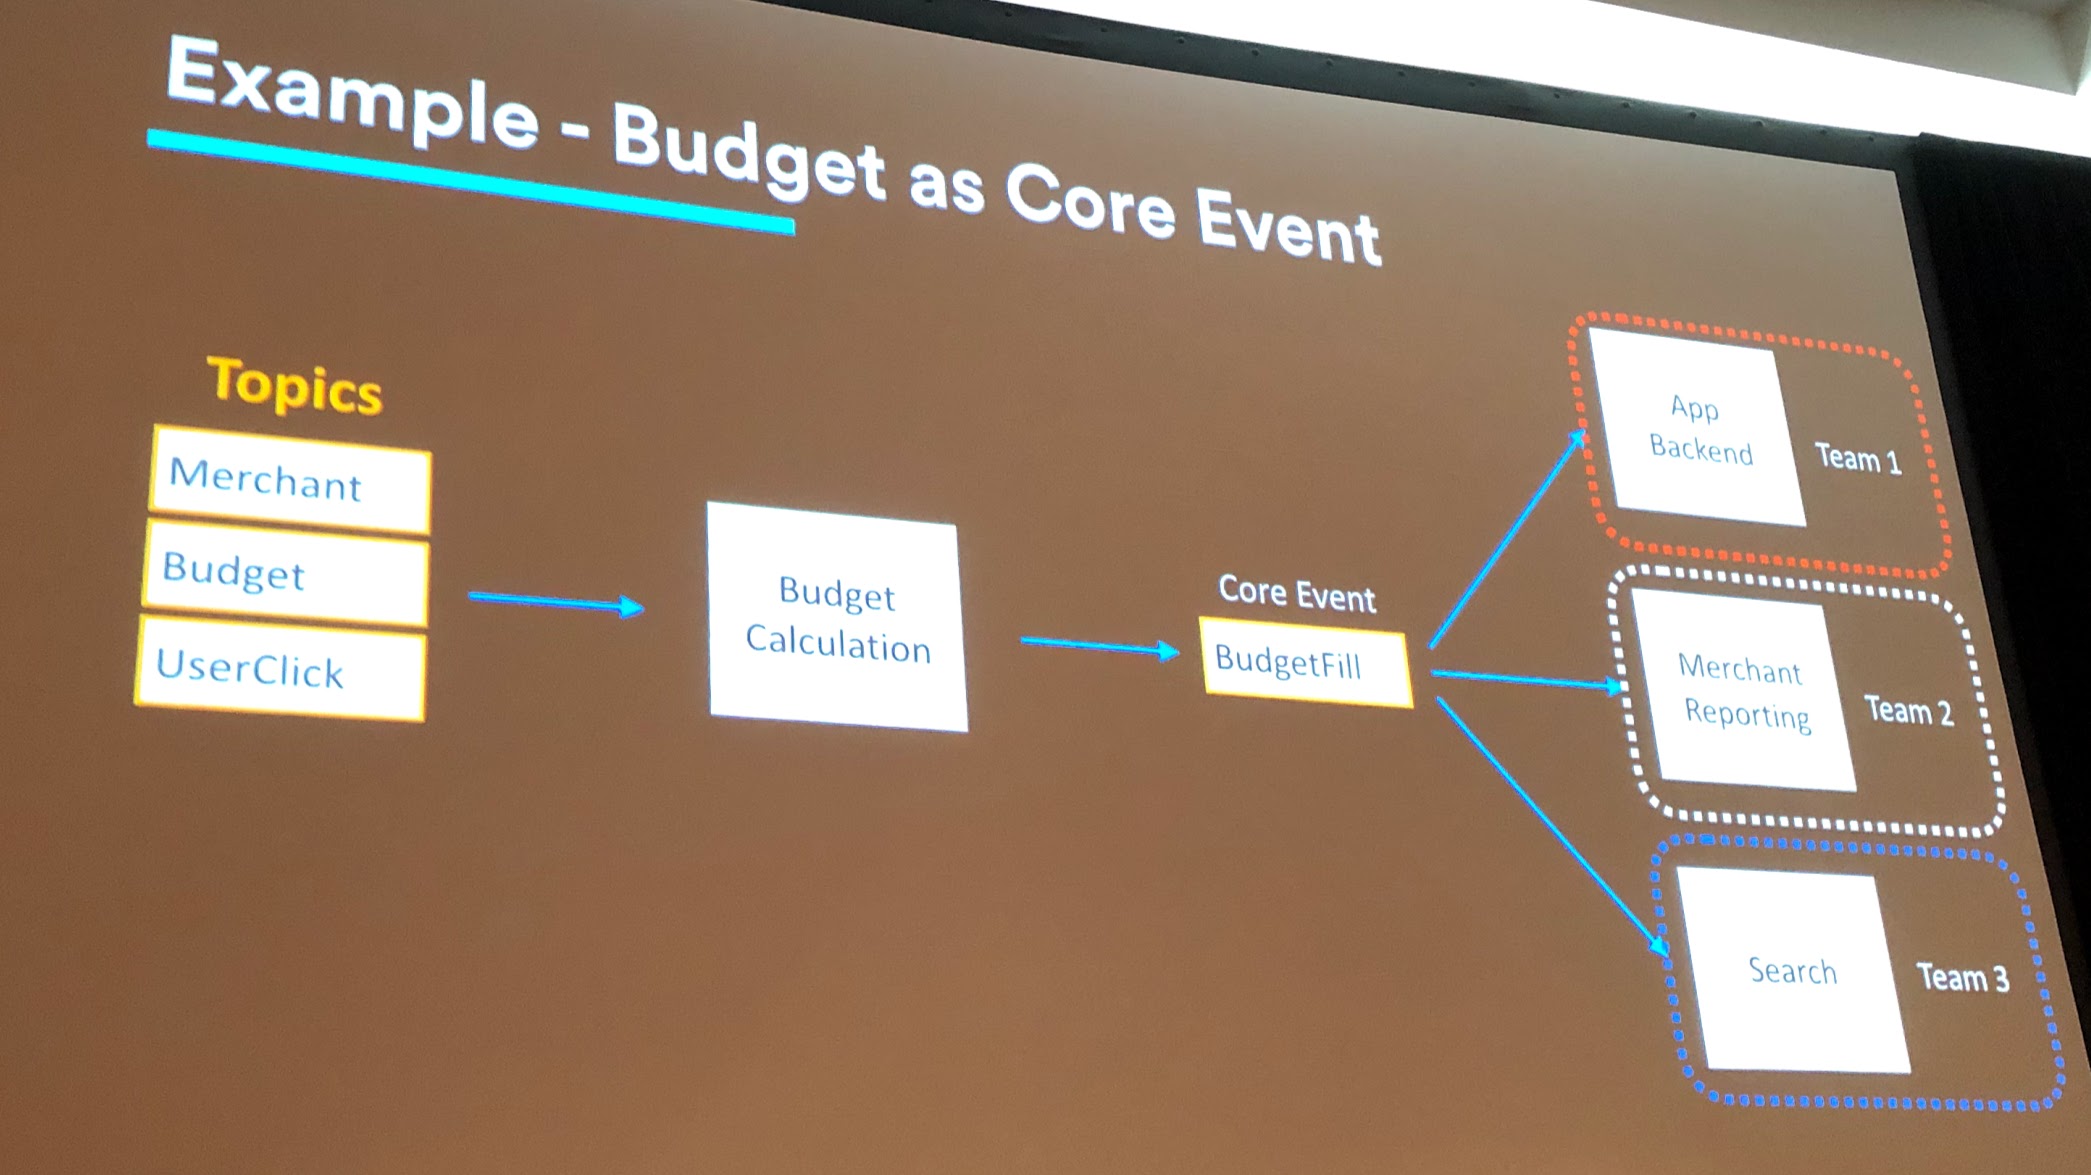 Example - Budget as Core Event
Topics
Merchant
Budget
UserClick
Budget
Calculation
Core Event
BudgetFill
App
Backend
Team 1
Merchant
Reporting
Team 2
Search
Team 3